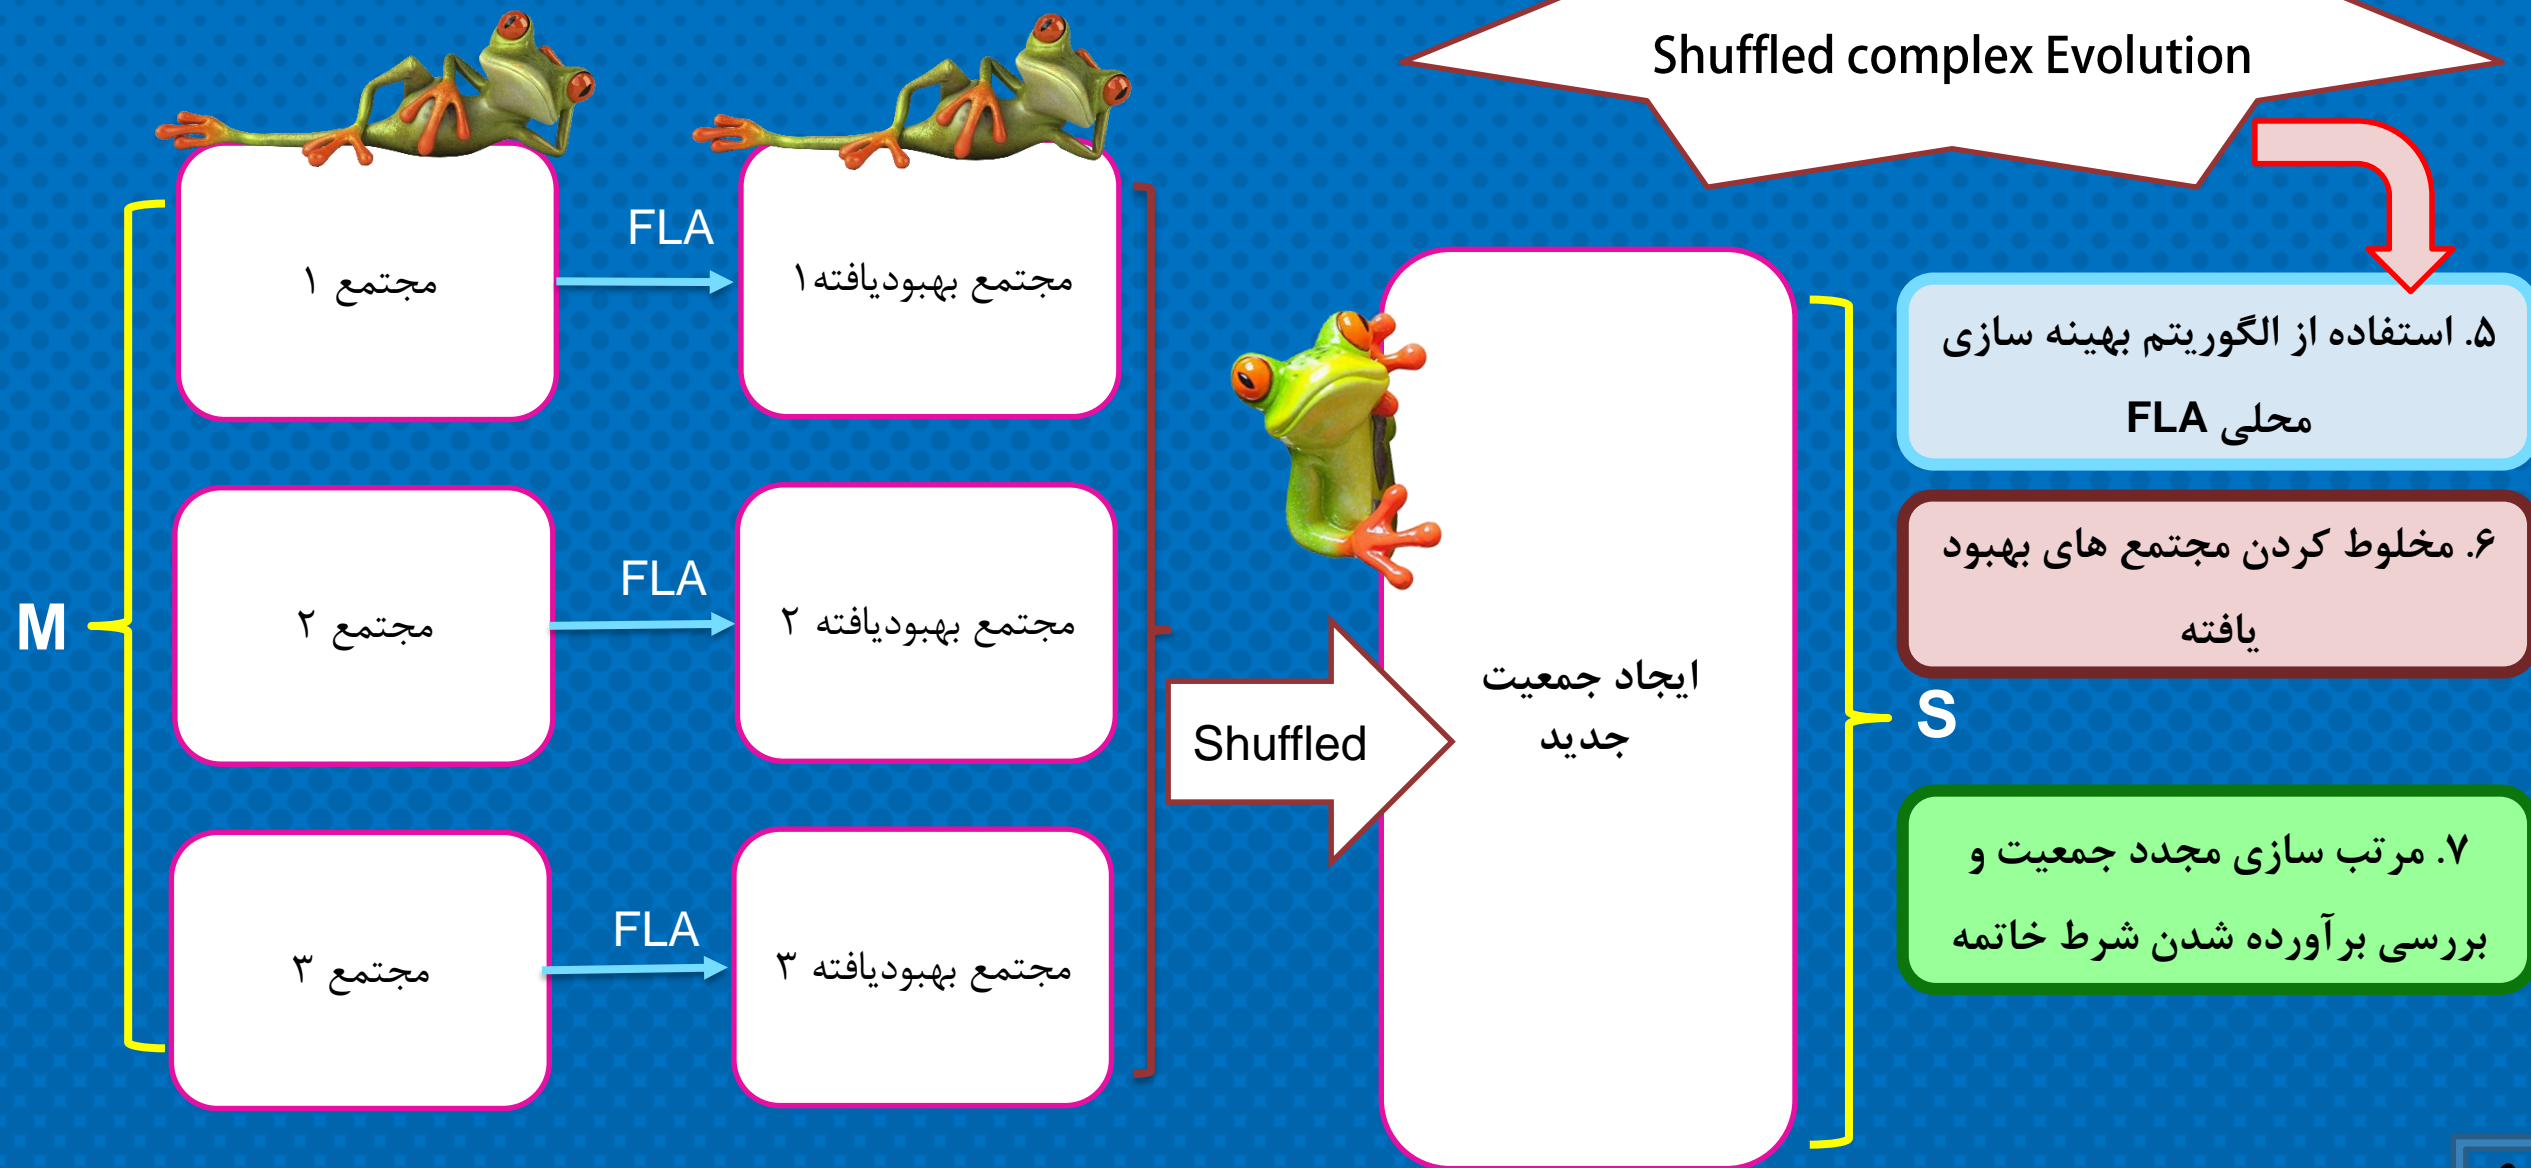 Shuffled complex Evolution
مجتمع ۱
FLA
مجتمع بهبودیافته۱
مجتمع ۲
FLA
مجتمع بهبودیافته ۲
مجتمع ۳
FLA
مجتمع بهبودیافته ۳
M
Shuffled
ایجاد جمعیت
جدید
S
۵. استفاده از الگوریتم بهینه سازی
محلی FLA
۶. مخلوط کردن مجتمع های بهبود
یافته
۷. مرتب سازی مجدد جمعیت و
بررسی برآورده شدن شرط خاتمه